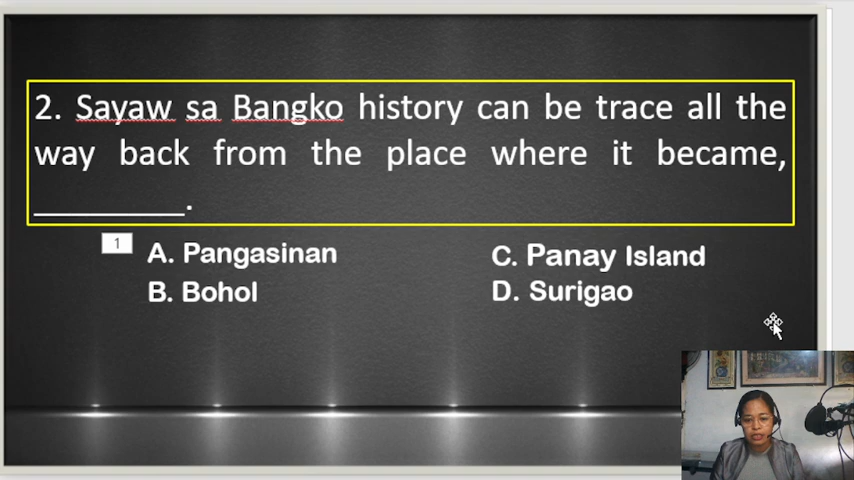 2. Sayaw sa Bangko history can be trace all the
way back from the place where it became,
_________.
1
A. Pangasinan
C. Panay Island
B. Bohol
D. Surigao